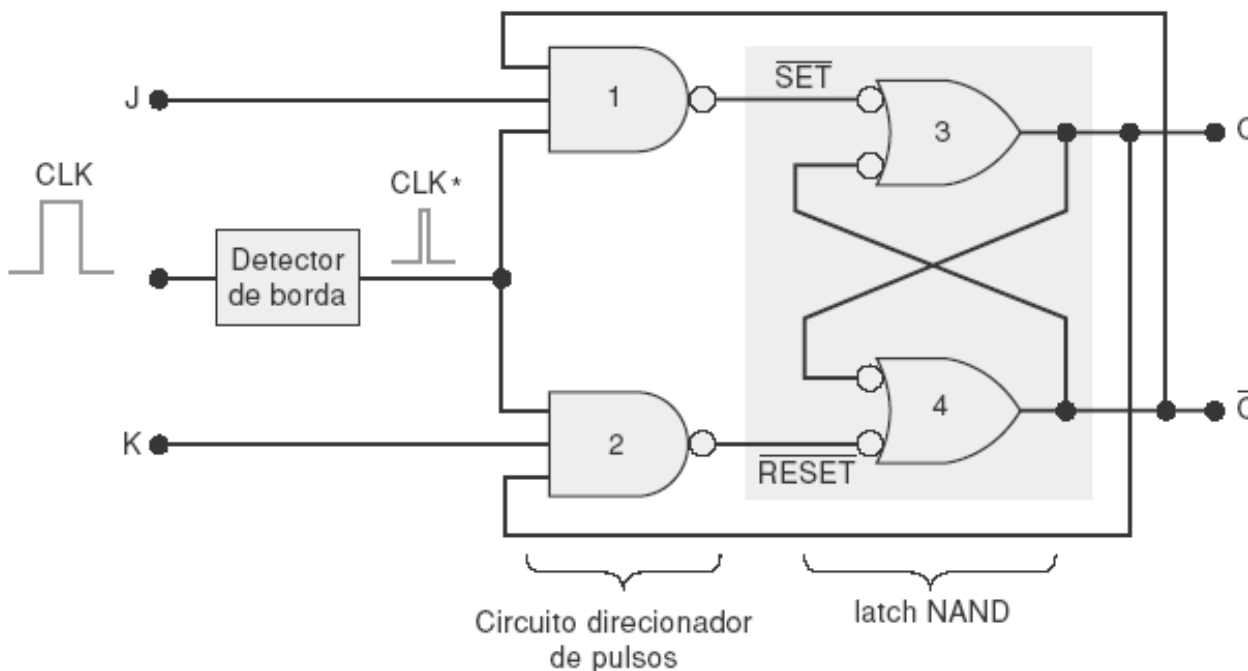 J
1
SET
3
CLK
CLK*
Detector
de borda
K
2
RESET
4
Circuito direcionador
de pulsos
latch NAND